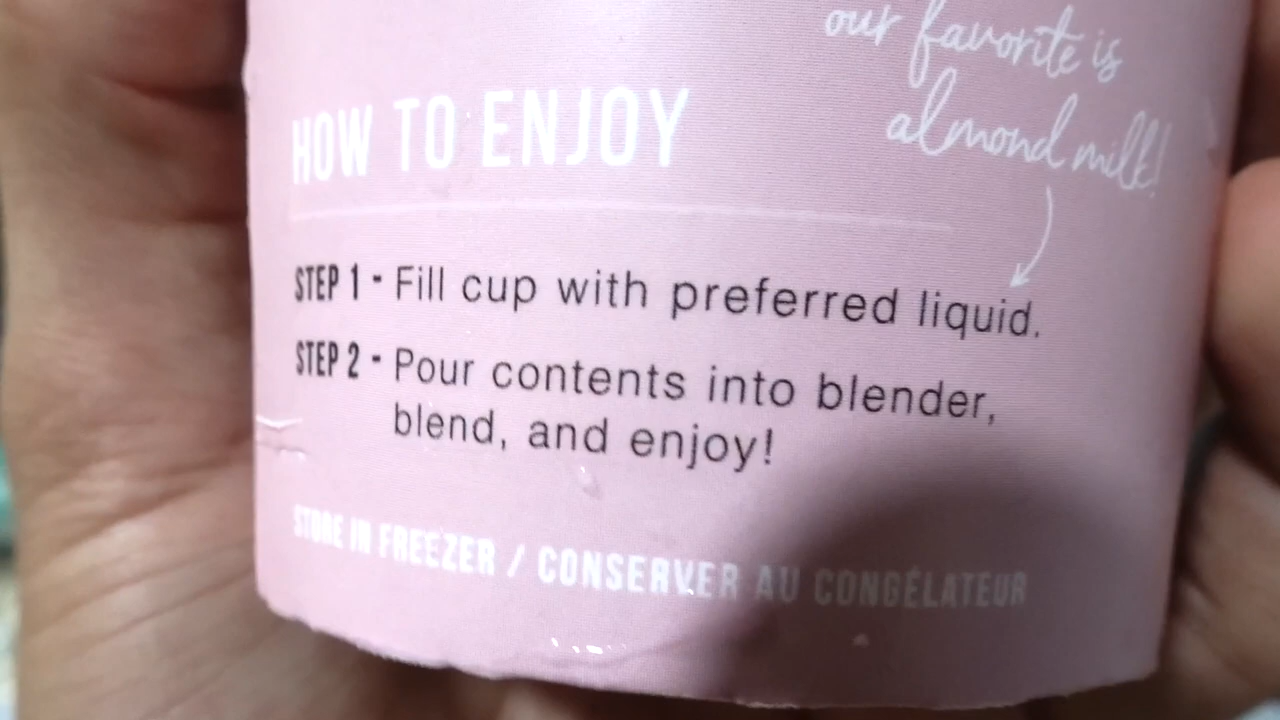 our favorite is
almond milk!
HOW TO ENJOY
STEP 1 - Fill cup with preferred liquid.
STEP 2 - Pour contents into blender,
blend, and enjoy!
STORE IN FREEZER / CONSERVER AU CONGÉLATEUR